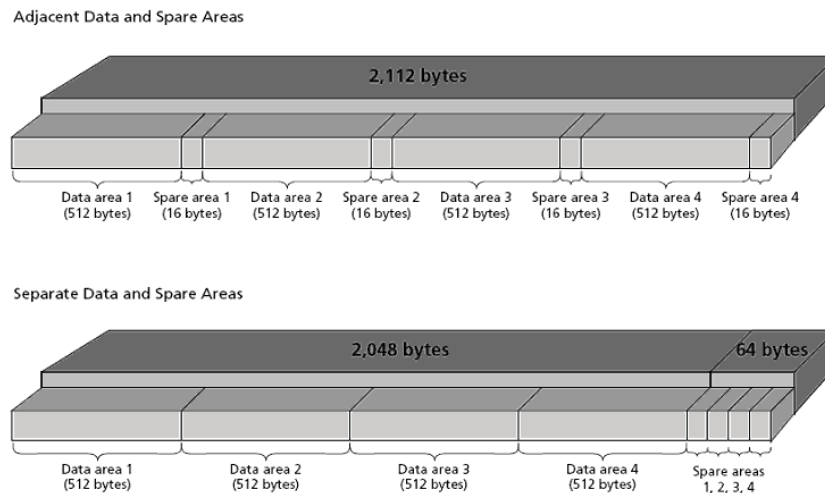 Adjacent Data and Spare Areas
2,112 bytes
Data area 1 Spare area 1 Data area 2 Spare area 2 Data area 3 Spare area 3 Data area 4 Spare area 4
(512 bytes) (16 bytes) (512 bytes) (16 bytes) (512 bytes) (16 bytes) (512 bytes) (16 bytes)
Separate Data and Spare Areas
2,048 bytes 64 bytes
Data area 1 Data area 2 Data area 3 Data area 4 Spare areas
(512 bytes) (512 bytes) (512 bytes) (512 bytes) 1, 2, 3, 4